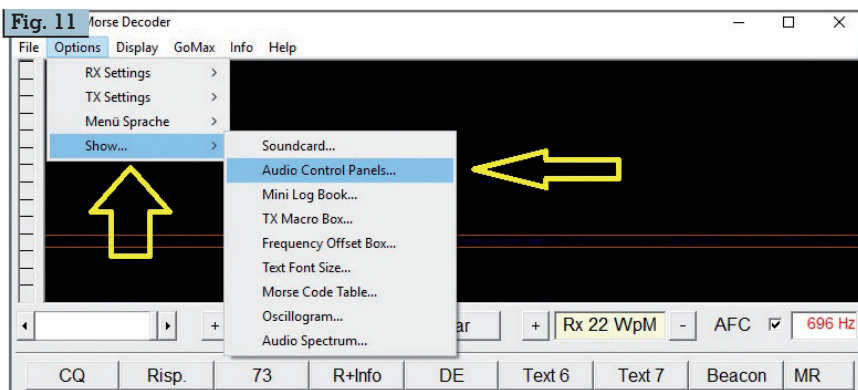 Fig. 11 Morse Decoder
File Options Display GoMax Info Help
RX Settings >
TX Settings >
Menü Sprache >
Show... >
Soundcard...
Audio Control Panels...
Mini Log Book...
TX Macro Box...
Frequency Offset Box...
Text Font Size...
Morse Code Table...
Oscillogram...
Audio Spectrum...
+ ar + Rx 22 WpM - AFC 696 Hz
CQ Risp. 73 R+Info DE Text 6 Text 7 Beacon MR